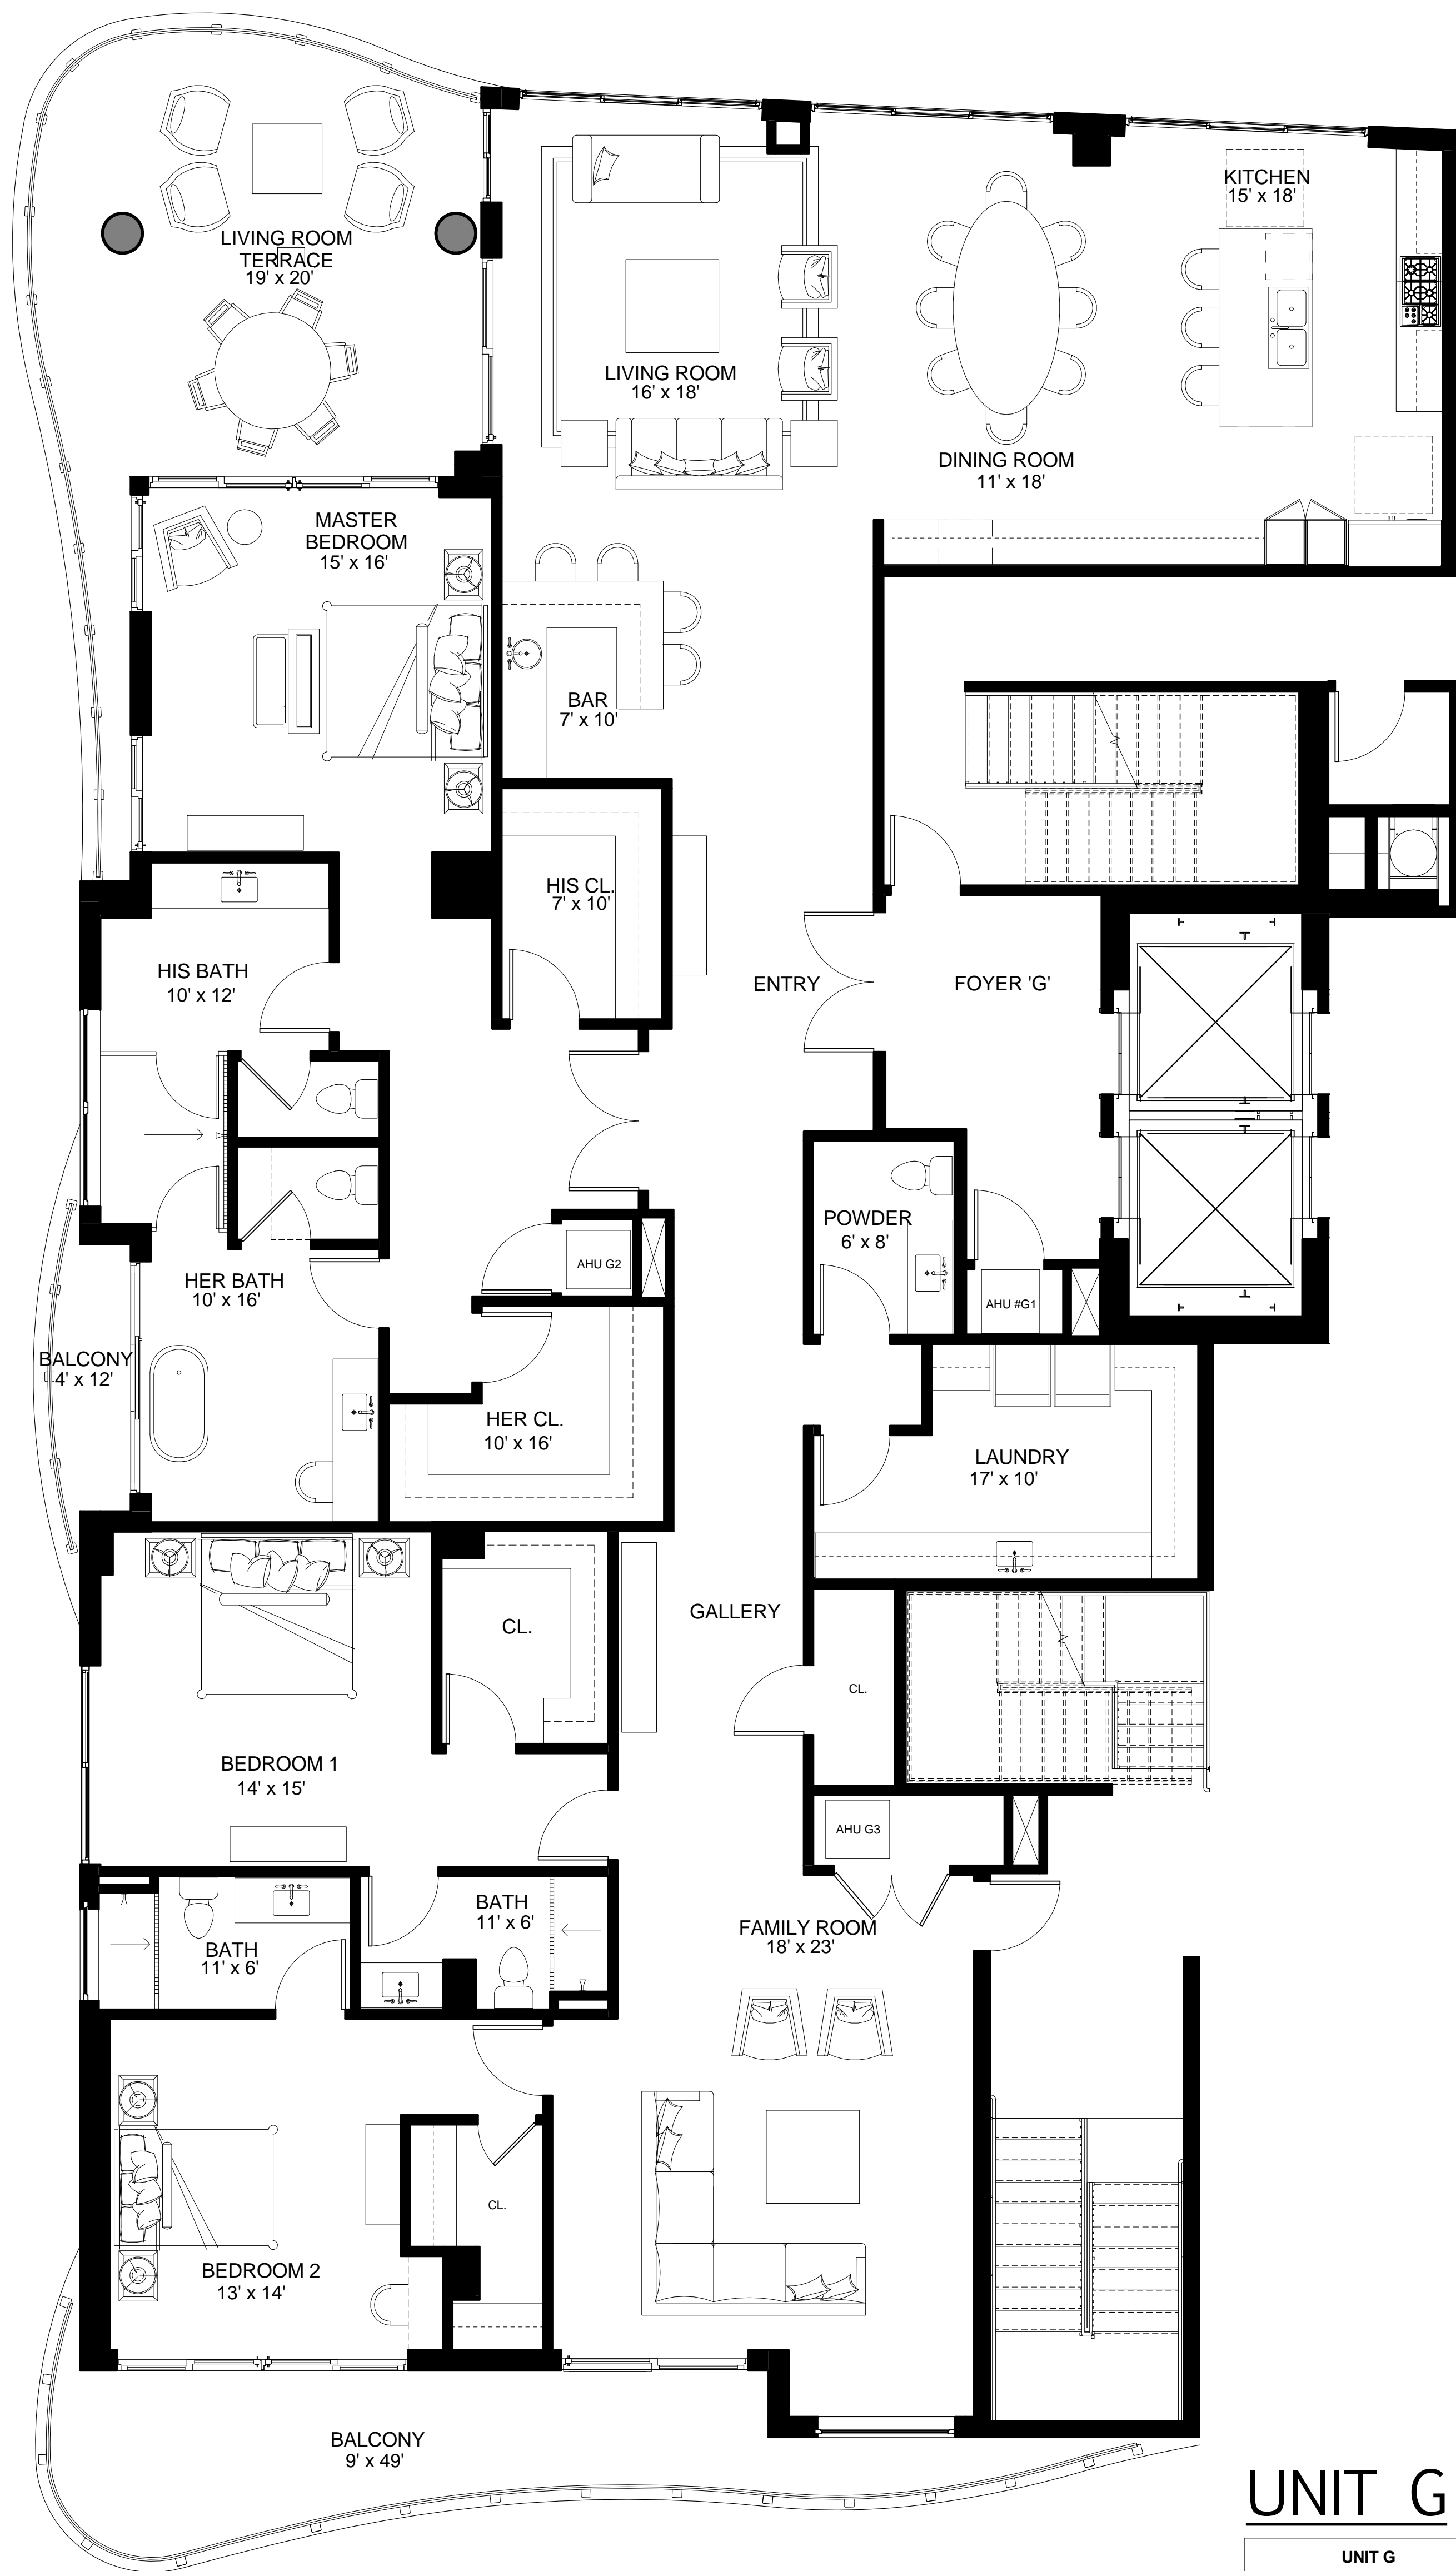 LIVING ROOM
TERRACE
19' x 20'
KITCHEN
15' x 18'
LIVING ROOM
16' x 18'
DINING ROOM
11' x 18'
MASTER
BEDROOM
15' x 16'
BAR
7' x 10'
HIS CL.
7' x 10'
HIS BATH
10' x 12'
ENTRY
FOYER 'G'
POWDER
6' x 8'
AHU G2
AHU #G1
HER BATH
10' x 16'
BALCONY
4' x 12'
HER CL.
10' x 16'
LAUNDRY
17' x 10'
GALLERY
CL.
CL.
BEDROOM 1
14' x 15'
AHU G3
BATH
11' x 6'
BATH
11' x 6'
FAMILY ROOM
18' x 23'
CL.
BEDROOM 2
13' x 14'
BALCONY
9' x 49'
UNIT G
UNIT G